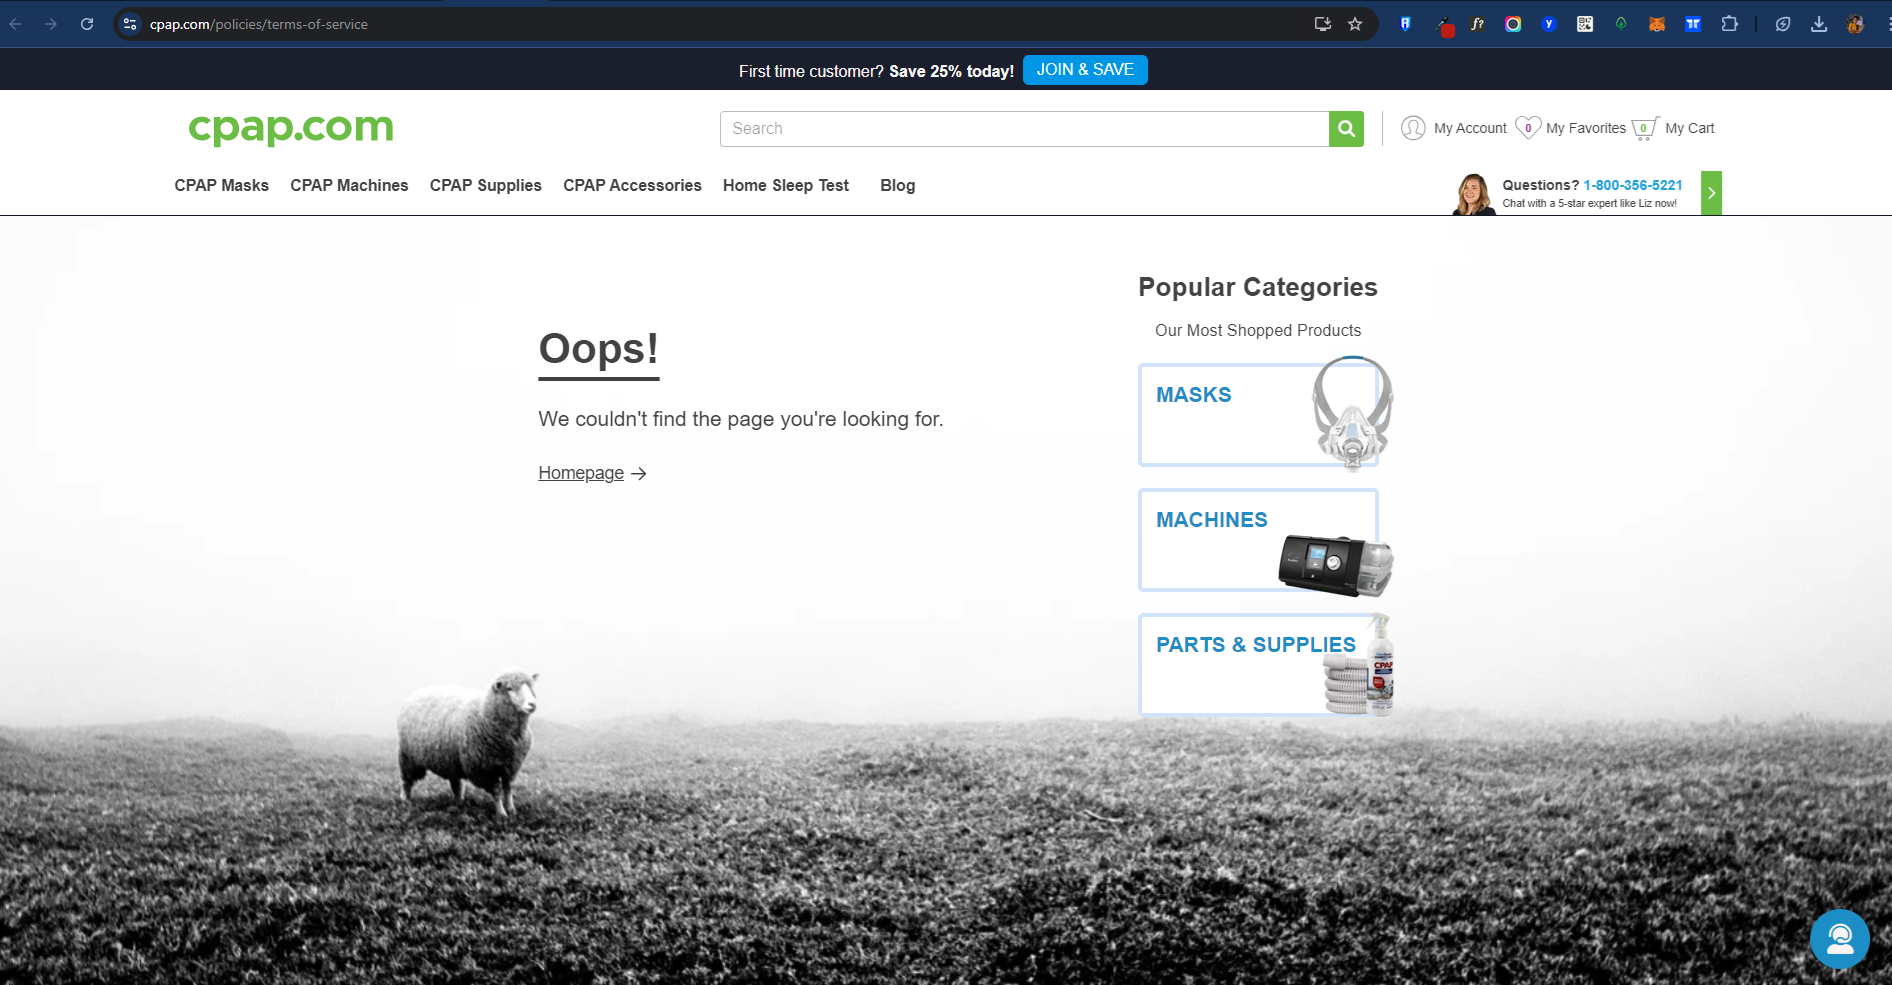 cpap.com/policies/terms-of-service
First time customer? Save 25% today! JOIN & SAVE
cpap.com
Search
My Account 0 My Favorites 0 My Cart
CPAP Masks CPAP Machines CPAP Supplies CPAP Accessories Home Sleep Test Blog
Questions? 1-800-356-5221
Chat with a 5-star expert like Liz now!
Oops!
We couldn't find the page you're looking for.
Homepage →
Popular Categories
Our Most Shopped Products
MASKS
MACHINES
PARTS & SUPPLIES
CPAP